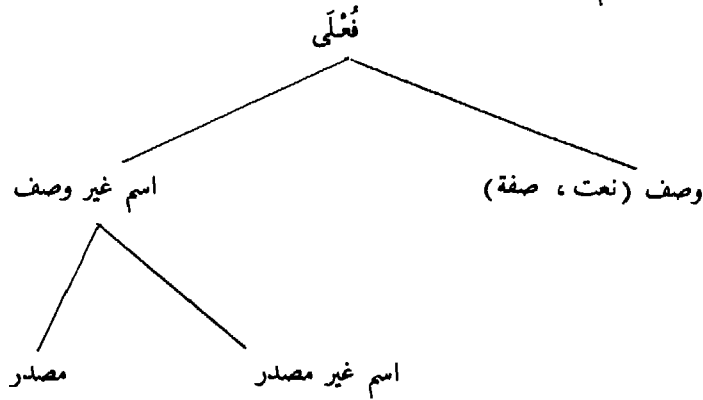 فُعْلَى
وصف (نعت ، صفة)
اسم غير وصف
اسم غير مصدر
مصدر